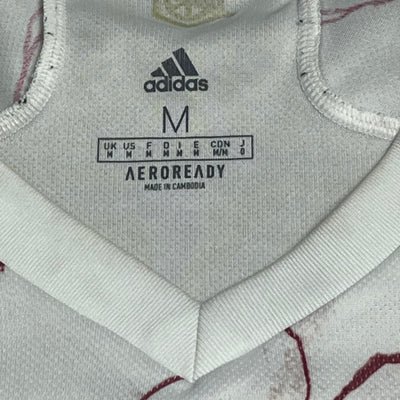 adidas
M
UK US F D I E CDN J
M M M M M M M/M O
AEROREADY
MADE IN CAMBODIA